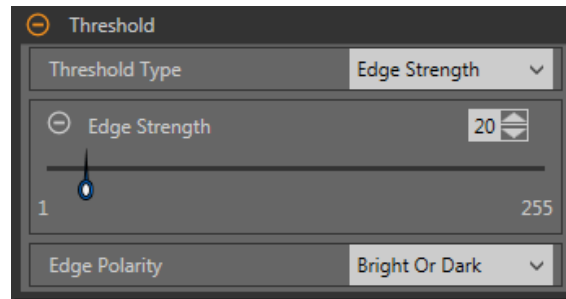 Threshold
Threshold Type Edge Strength
Edge Strength 20
1 255
Edge Polarity Bright Or Dark